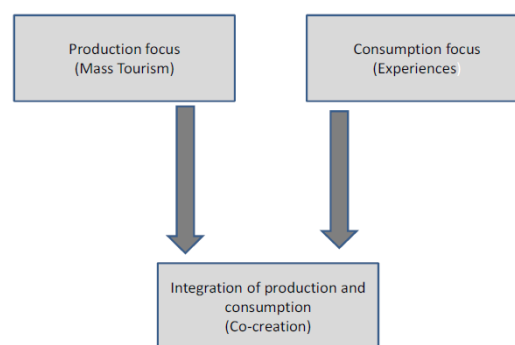 Production focus
(Mass Tourism)
Consumption focus
(Experiences)
Integration of production and
consumption
(Co-creation)